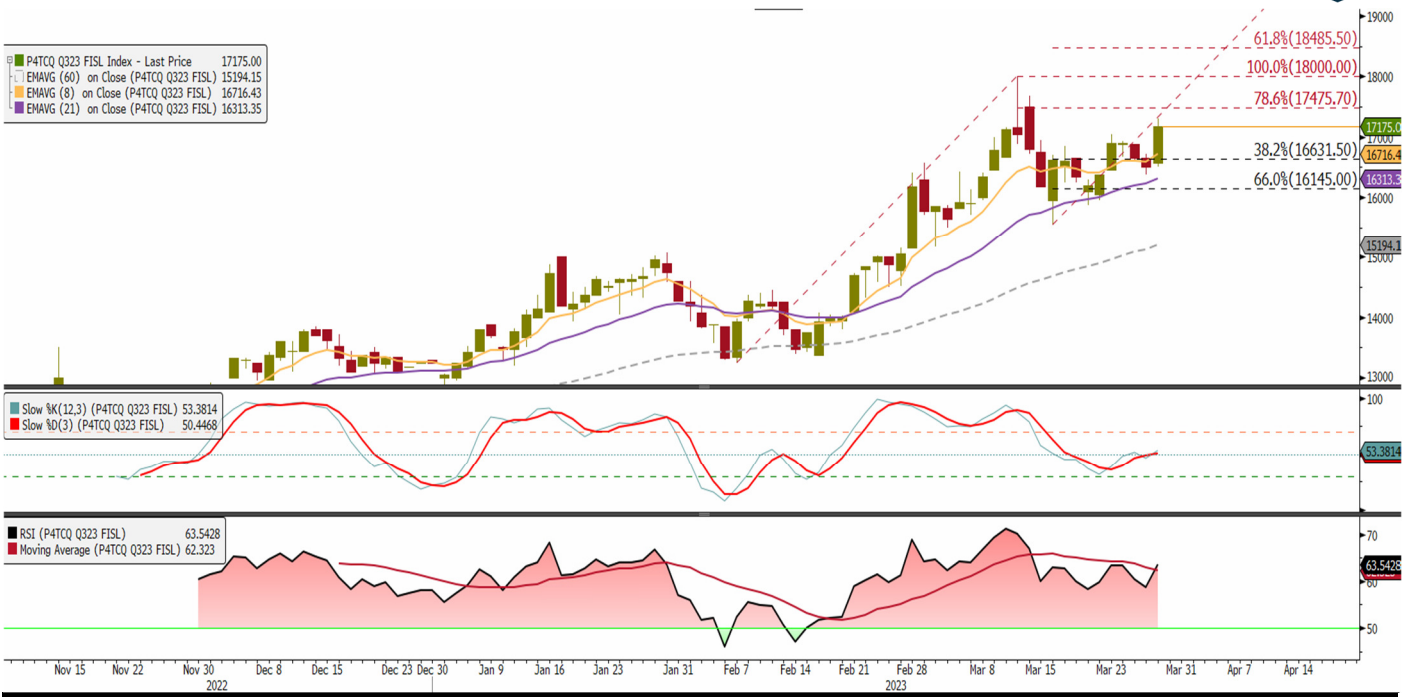 P4TCQ Q323 FISL Index - Last Price 17175.00
EMAVG (60) on Close (P4TCQ Q323 FISL) 15194.15
EMAVG (8) on Close (P4TCQ Q323 FISL) 16716.43
EMAVG (21) on Close (P4TCQ Q323 FISL) 16313.35
19000
61.8%(18485.50)
100.0%(18000.00)
18000
78.6%(17475.70)
17175.0
17000
38.2%(16631.50)
16716.4
66.0%(16145.00)
16313.3
16000
15194.1
15000
14000
13000
Slow %K(12,3) (P4TCQ Q323 FISL) 53.3814
Slow %D(3) (P4TCQ Q323 FISL) 50.4468
100
53.3814
RSI (P4TCQ Q323 FISL) 63.5428
Moving Average (P4TCQ Q323 FISL) 62.323
70
63.5428
60
50
Nov 15 Nov 22 Nov 30 Dec 8 Dec 15 Dec 23 Dec 30 Jan 9 Jan 16 Jan 23 Jan 31 Feb 7 Feb 14 Feb 21 Feb 28 Mar 8 Mar 15 Mar 23 Mar 31 Apr 7 Apr 14
2022 2023